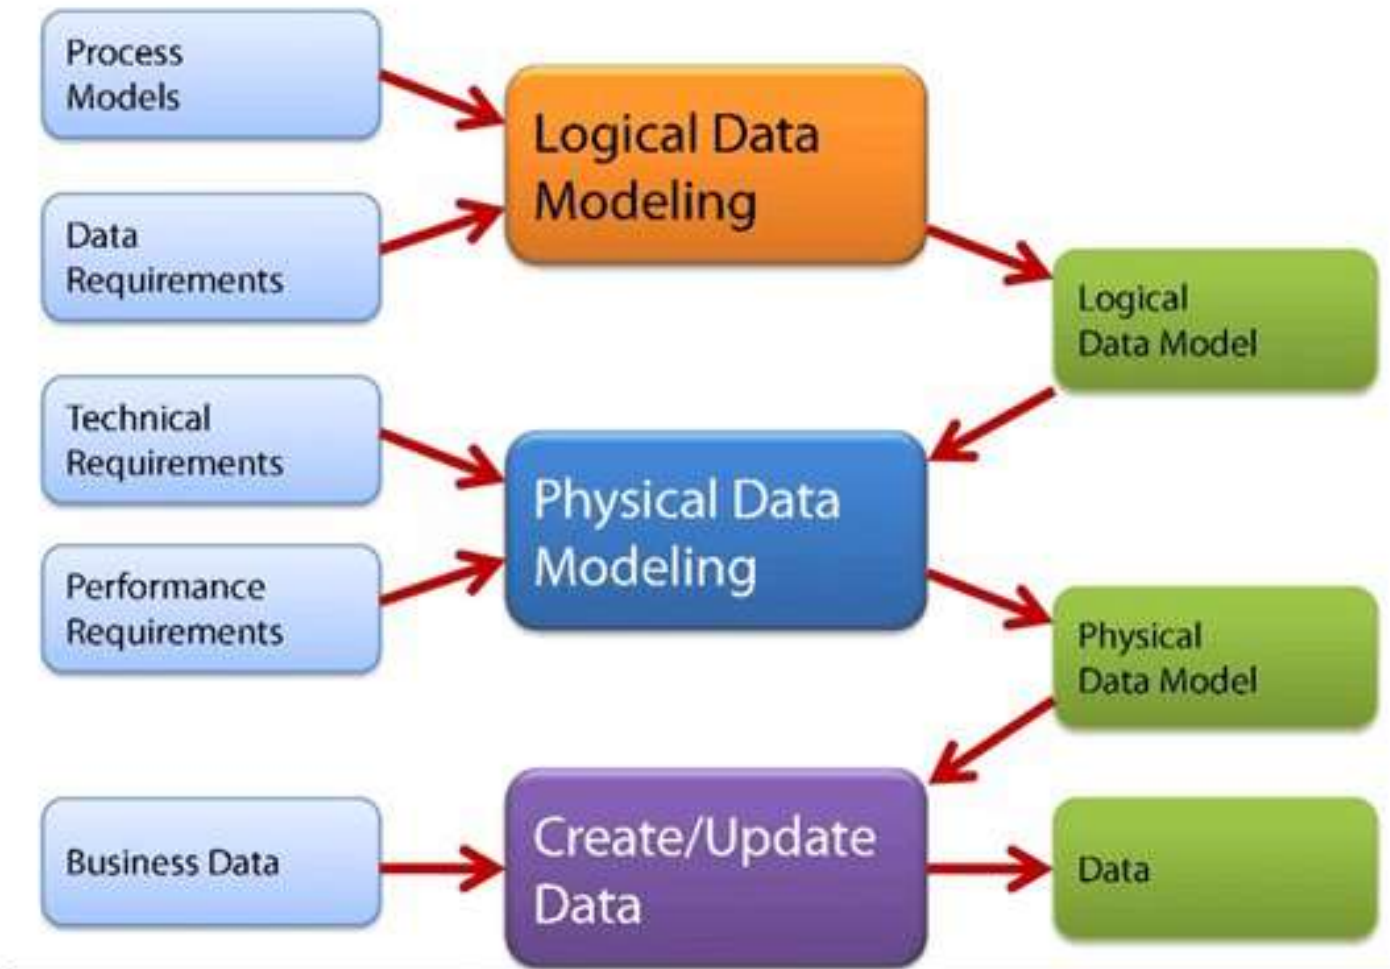 Process
Models
Logical Data
Modeling
Data
Requirements
Logical
Data Model
Technical
Requirements
Physical Data
Modeling
Performance
Requirements
Physical
Data Model
Business Data
Create/Update
Data
Data